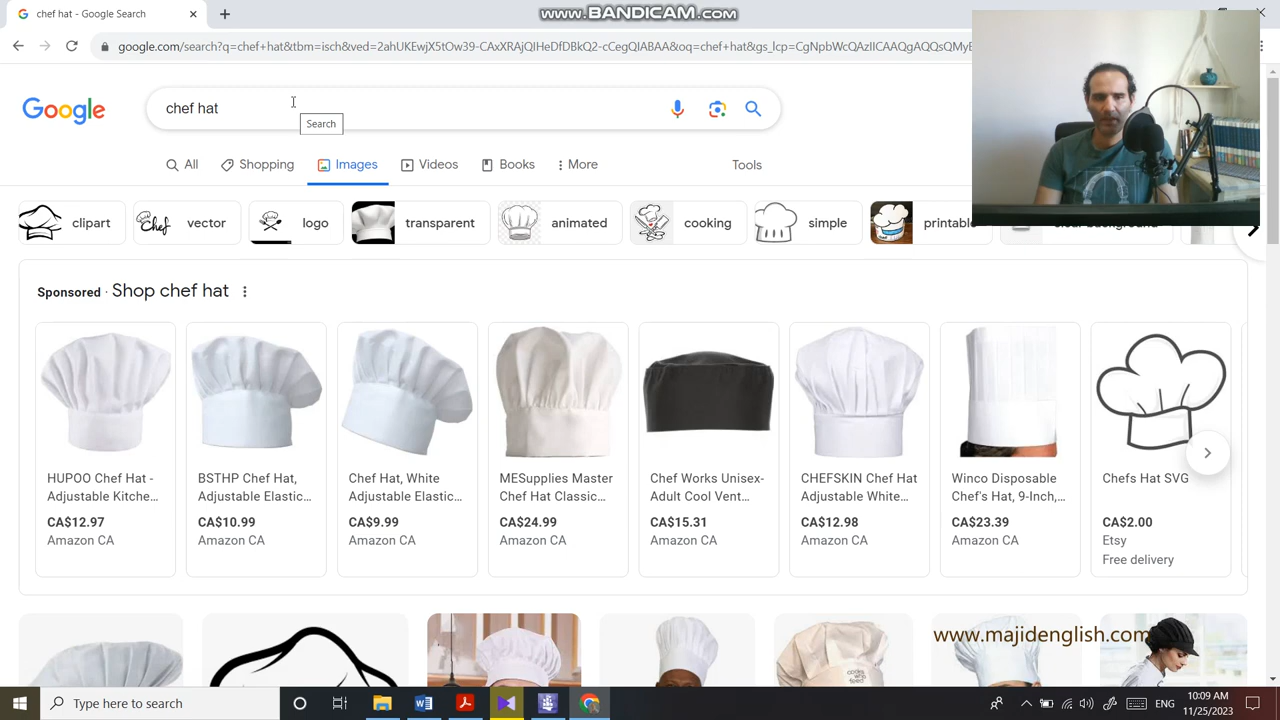 chef hat - Google Search
www.BANDICAM.com
google.com/search?q=chef+hat&tbm=isch&ved=2ahUKEwjX5tOw39-CAxXRAjQIHeDfDBkQ2-cCegQIABAA&oq=chef+hat&gs_lcp=CgNpbWcQAzIICAAQgAQQsQMyB
Google
chef hat
Search
All
Shopping
Images
Videos
Books
More
Tools
clipart
vector
Chef
logo
transparent
animated
cooking
simple
printable
clear background
Sponsored · Shop chef hat
HUPOO Chef Hat -
Adjustable Kitche...
CA$12.97
Amazon CA
BSTHP Chef Hat,
Adjustable Elastic...
CA$10.99
Amazon CA
Chef Hat, White
Adjustable Elastic...
CA$9.99
Amazon CA
MESupplies Master
Chef Hat Classic...
CA$24.99
Amazon CA
Chef Works Unisex-
Adult Cool Vent...
CA$15.31
Amazon CA
CHEFSKIN Chef Hat
Adjustable White...
CA$12.98
Amazon CA
Winco Disposable
Chef's Hat, 9-Inch,...
CA$23.39
Amazon CA
Chefs Hat SVG
CA$2.00
Etsy
Free delivery
www.majidenglish.com
Type here to search
ENG
10:09 AM
11/25/2023